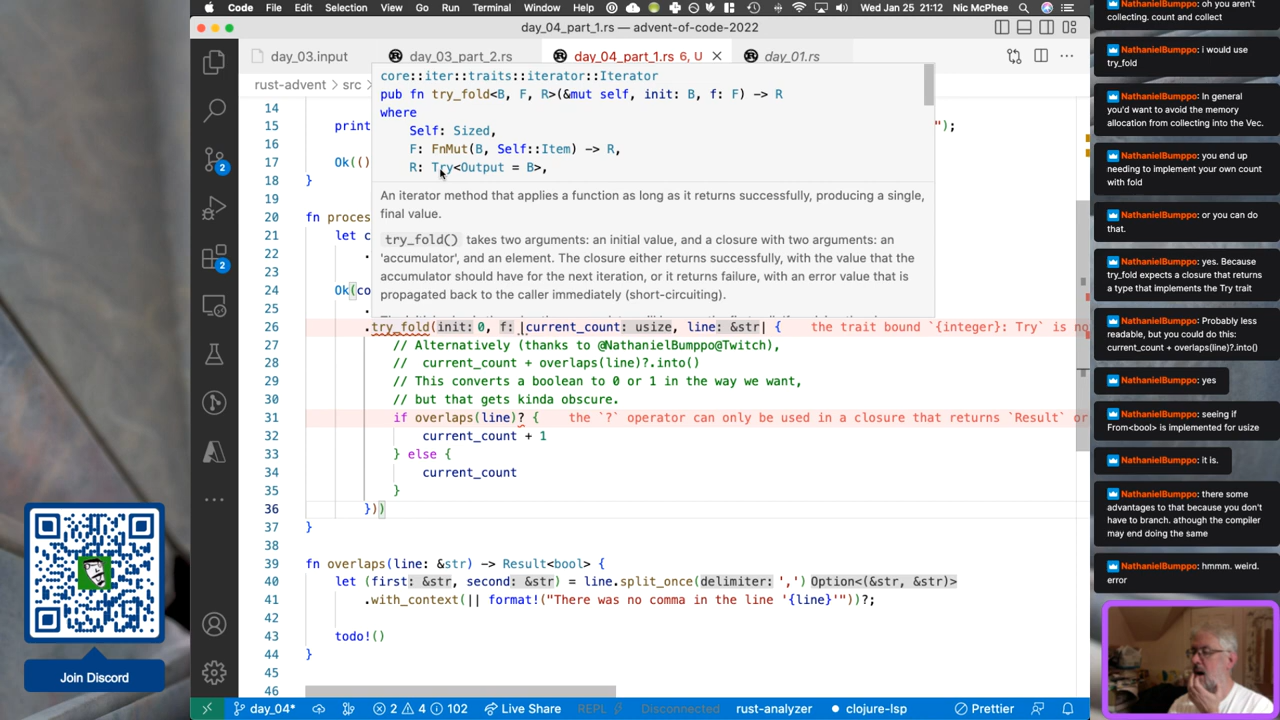 Code File Edit Selection View Go Run Terminal Window Help Wed Jan 25 21:12 Nic McPhee
day_04_part_1.rs — advent-of-code-2022
day_03.input day_03_part_2.rs day_04_part_1.rs 6, U day_01.rs
rust-advent > src >
core::iter::traits::iterator::Iterator
pub fn try_fold<B, F, R>(&mut self, init: B, f: F) -> R
where
Self: Sized,
F: FnMut(B, Self::Item) -> R,
R: Try<Output = B>,
An iterator method that applies a function as long as it returns successfully, producing a single,
final value.
try_fold() takes two arguments: an initial value, and a closure with two arguments: an
'accumulator', and an element. The closure either returns successfully, with the value that the
accumulator should have for the next iteration, or it returns failure, with an error value that is
propagated back to the caller immediately (short-circuiting).
14
15 print ");
16
17 Ok(()
18 }
19
20 fn proces
21 let c
22 .
23
24 Ok(co
25 .
26 .try_fold(init: 0, f: |current_count: usize, line: &str| { the trait bound `{integer}: Try` is no
27 // Alternatively (thanks to @NathanielBumppo@Twitch),
28 // current_count + overlaps(line)?.into()
29 // This converts a boolean to 0 or 1 in the way we want,
30 // but that gets kinda obscure.
31 if overlaps(line)? { the `?` operator can only be used in a closure that returns `Result` or
32 current_count + 1
33 } else {
34 current_count
35 }
36 }))
37 }
38
39 fn overlaps(line: &str) -> Result<bool> {
40 let (first: &str, second: &str) = line.split_once(delimiter: ',') Option<(&str, &str)>
41 .with_context(|| format!("There was no comma in the line '{line}'"))?;
42
43 todo!()
44 }
45
46
2
2
day_04* 2 4 102 Live Share REPL Disconnected rust-analyzer clojure-lsp Prettier
Join Discord
oh you aren't
collecting. count and collect
NathanielBumppo: i would use
try_fold
NathanielBumppo: In general
you'd want to avoid the memory
allocation from collecting into the Vec.
NathanielBumppo: you end up
needing to implement your own count
with fold
NathanielBumppo: or you can do
that.
NathanielBumppo: yes. Because
try_fold expects a closure that returns
a type that implements the Try trait
NathanielBumppo: Probably less
readable, but you could do this:
current_count + overlaps(line)?.into()
NathanielBumppo: yes
NathanielBumppo: seeing if
From<bool> is implemented for usize
NathanielBumppo: it is.
NathanielBumppo: there some
advantages to that because you don't
have to branch. athough the compiler
may end doing the same
NathanielBumppo: hmmm. weird.
error